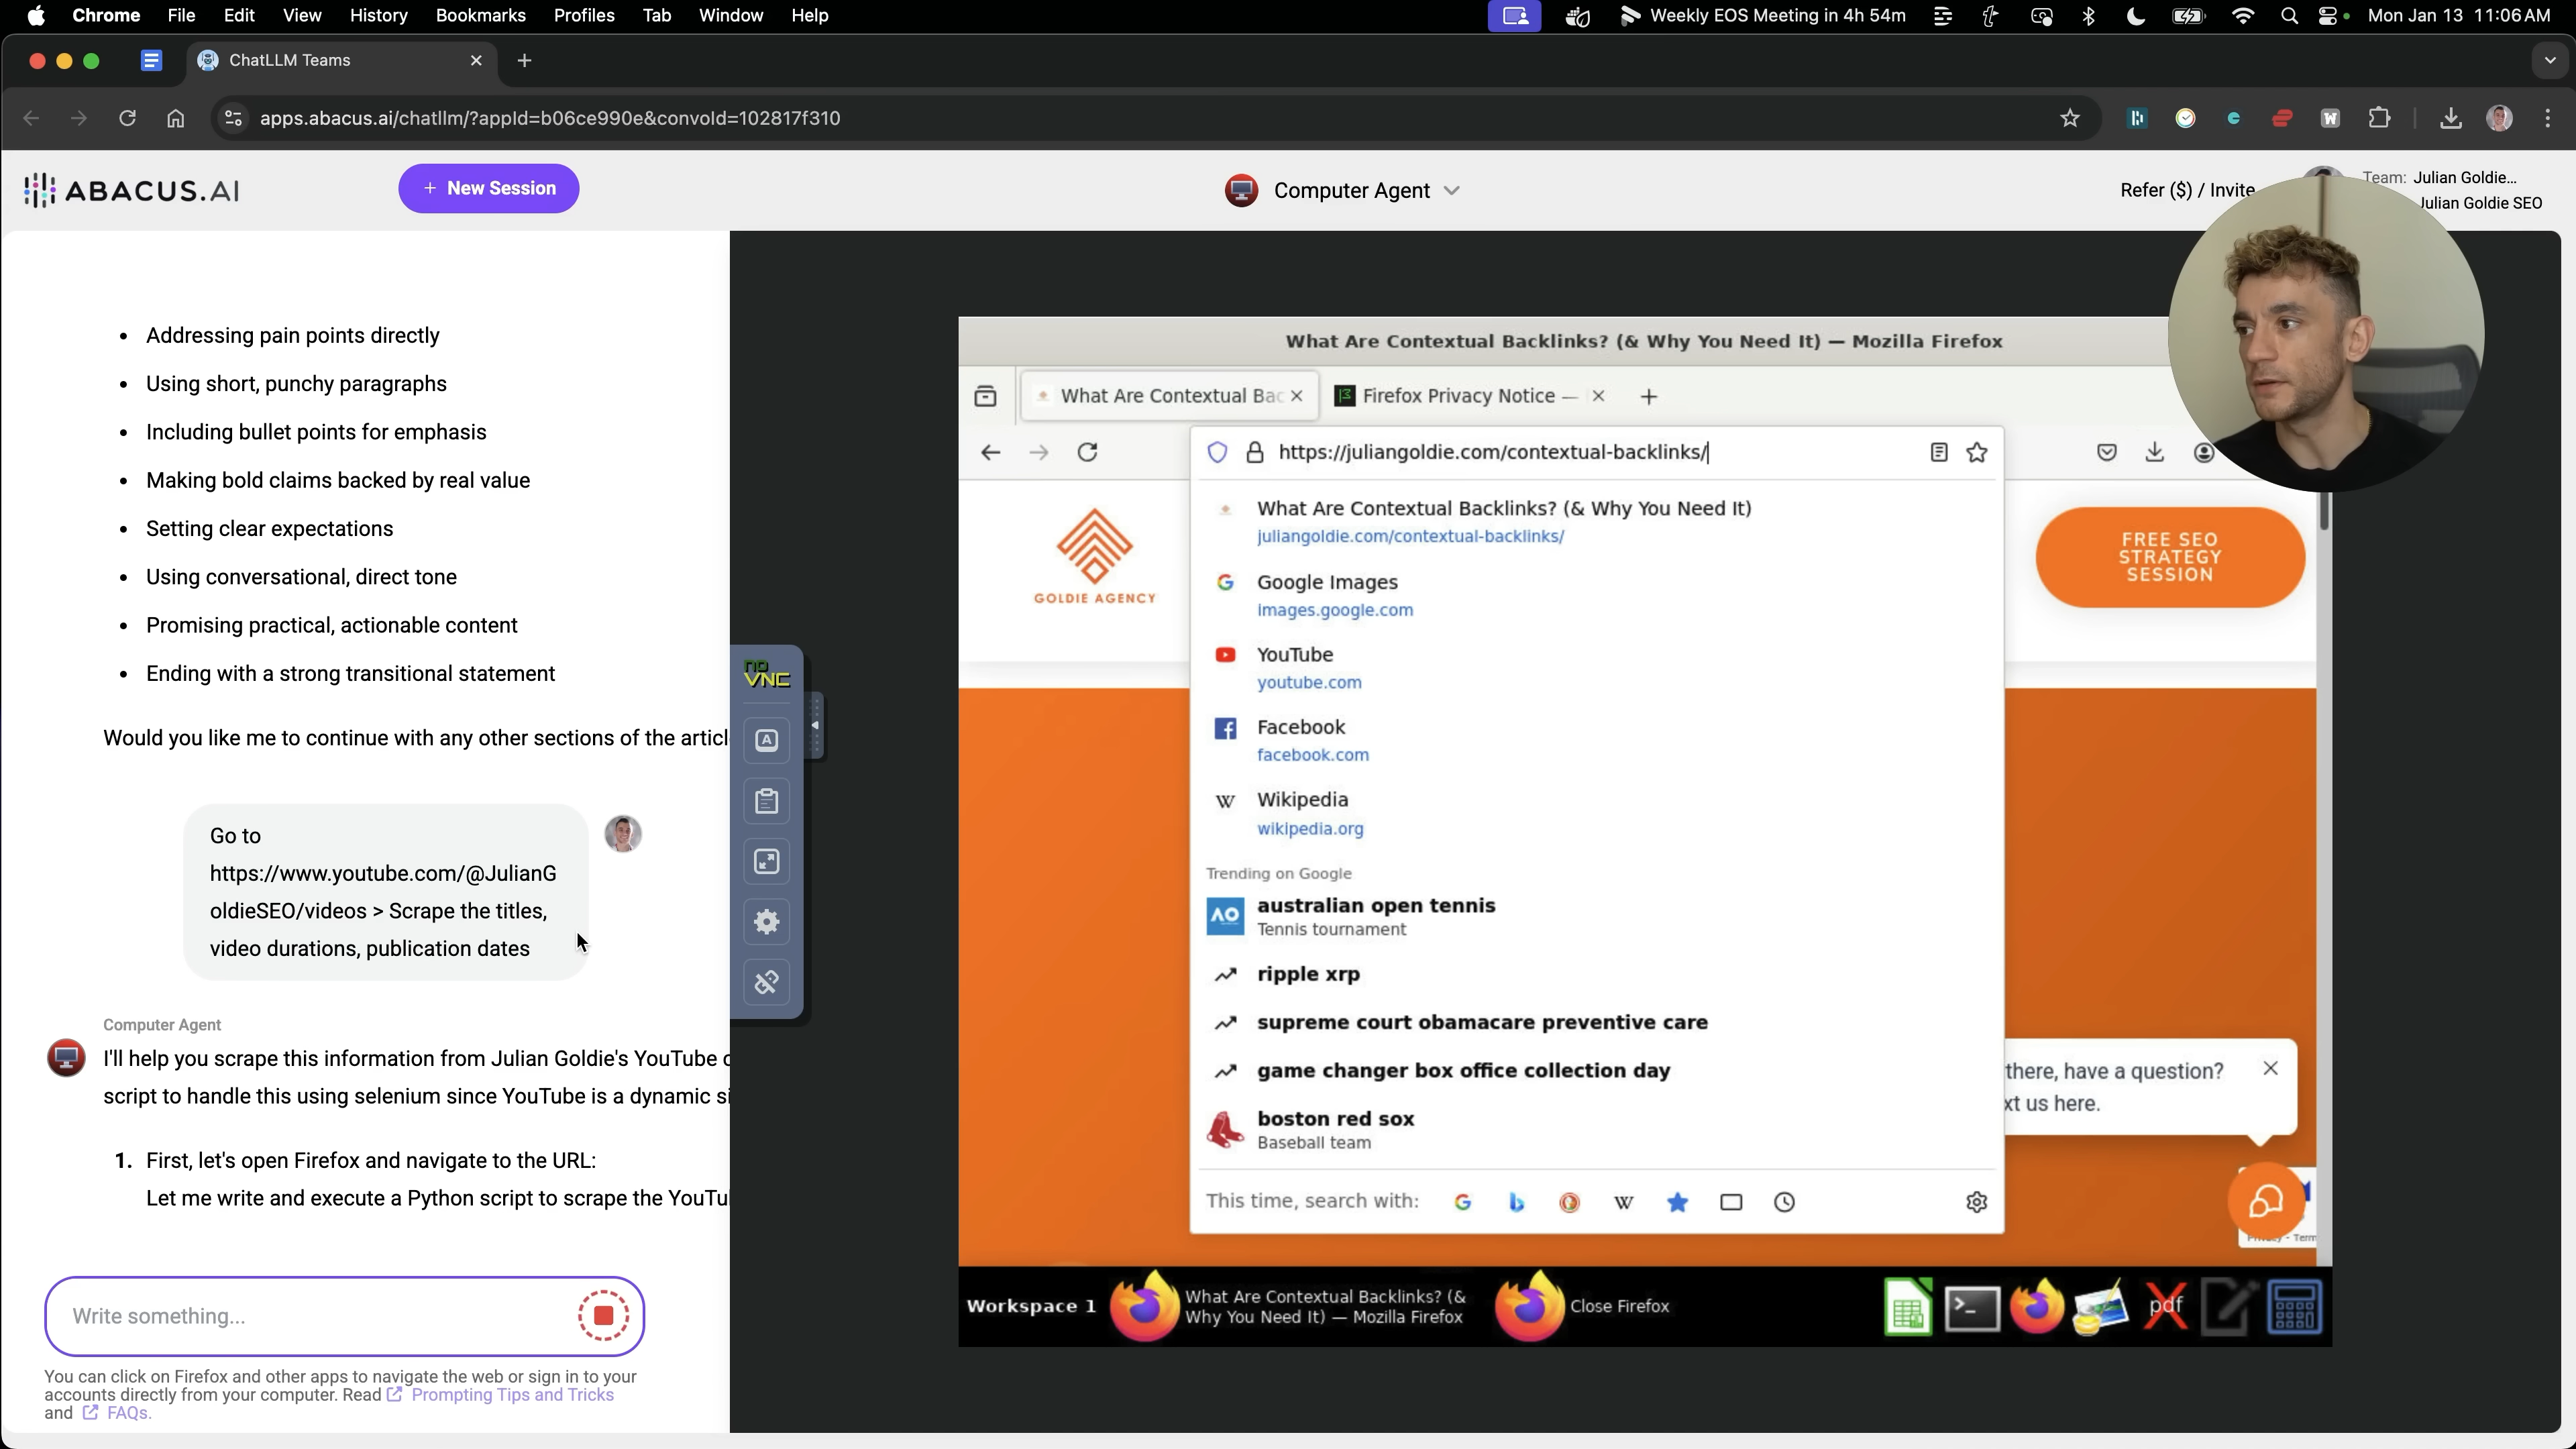 Chrome File Edit View History Bookmarks Profiles Tab Window Help
Weekly EOS Meeting in 4h 54m
Mon Jan 13 11:06 AM
ChatLLM Teams
apps.abacus.ai/chatllm/?appId=b06ce990e&convoId=102817f310
ABACUS.AI
+ New Session
Computer Agent
Refer ($) / Invite
Team: Julian Goldie...
Julian Goldie SEO
• Addressing pain points directly
• Using short, punchy paragraphs
• Including bullet points for emphasis
• Making bold claims backed by real value
• Setting clear expectations
• Using conversational, direct tone
• Promising practical, actionable content
• Ending with a strong transitional statement
Would you like me to continue with any other sections of the articl
Go to
https://www.youtube.com/@JulianG
oldieSEO/videos > Scrape the titles,
video durations, publication dates
Computer Agent
I'll help you scrape this information from Julian Goldie's YouTube c
script to handle this using selenium since YouTube is a dynamic si
1. First, let's open Firefox and navigate to the URL:
Let me write and execute a Python script to scrape the YouTu
Write something...
You can click on Firefox and other apps to navigate the web or sign in to your
accounts directly from your computer. Read Prompting Tips and Tricks
and FAQs.
no
VNC
A
What Are Contextual Backlinks? (& Why You Need It) — Mozilla Firefox
What Are Contextual Bac
Firefox Privacy Notice —
https://juliangoldie.com/contextual-backlinks/
GOLDIE AGENCY
FREE SEO
STRATEGY
SESSION
What Are Contextual Backlinks? (& Why You Need It)
juliangoldie.com/contextual-backlinks/
Google Images
images.google.com
YouTube
youtube.com
Facebook
facebook.com
W Wikipedia
wikipedia.org
Trending on Google
AO australian open tennis
Tennis tournament
ripple xrp
supreme court obamacare preventive care
game changer box office collection day
boston red sox
Baseball team
This time, search with:
there, have a question?
xt us here.
Workspace 1
What Are Contextual Backlinks? (&
Why You Need It) — Mozilla Firefox
Close Firefox
pdf